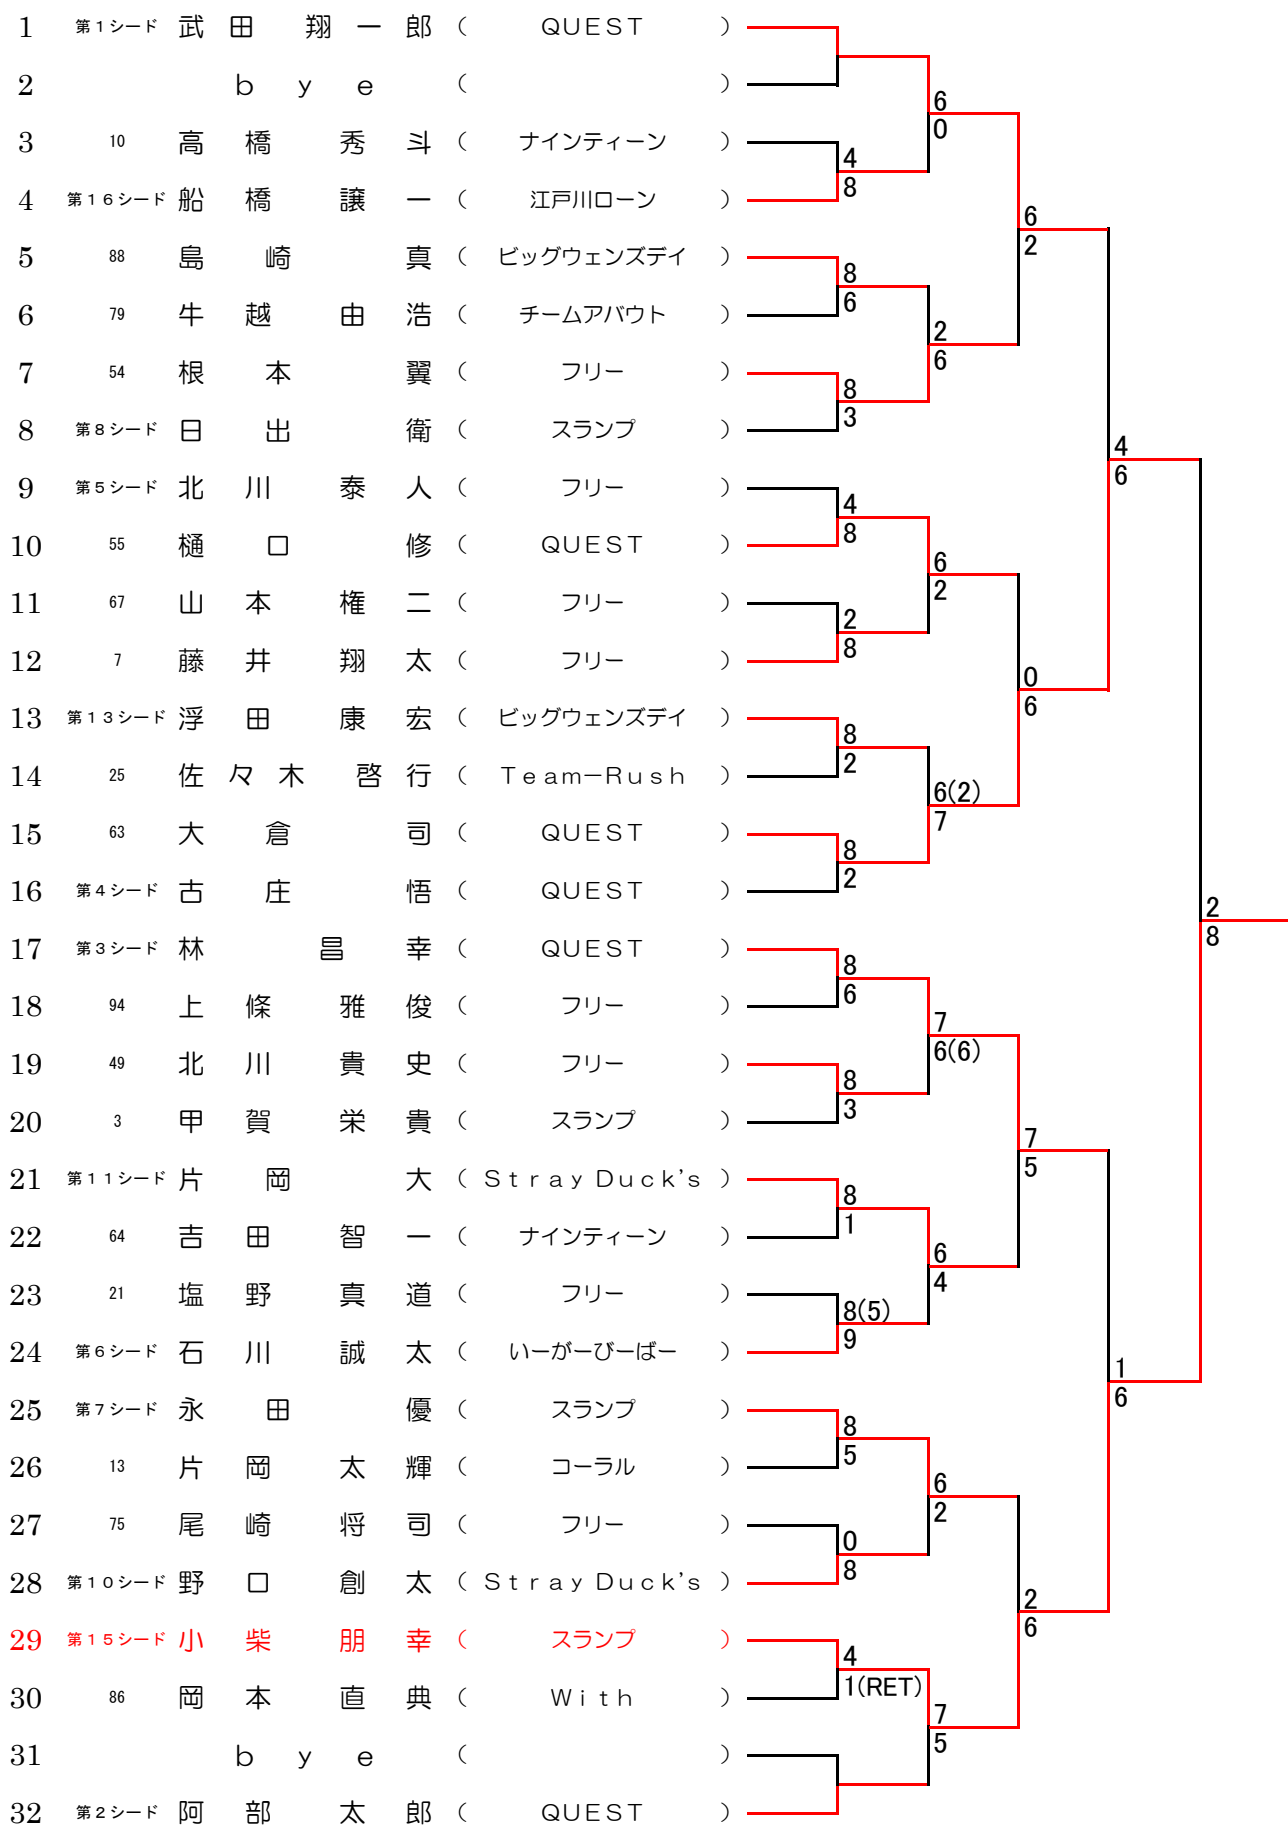 1 第1シード 武田 翔一郎 ( QUEST )
2 bye ( )
6
0
3 10 高橋 秀斗 ( ナインティーン )
4
8
4 第16シード 船橋 譲一 ( 江戸川ローン )
6
2
5 88 島崎 真 ( ビッグウェンズデイ )
8
6
6 79 牛越 由浩 ( チームアバウト )
2
6
7 54 根本 翼 ( フリー )
8
3
8 第8シード 日出 衛 ( スランプ )
4
6
9 第5シード 北川 泰人 ( フリー )
4
8
10 55 樋口 修 ( QUEST )
6
2
11 67 山本 権二 ( フリー )
2
8
12 7 藤井 翔太 ( フリー )
0
6
13 第13シード 浮田 康宏 ( ビッグウェンズデイ )
8
2
14 25 佐々木 啓行 ( Team－Rush )
6(2)
7
15 63 大倉 司 ( QUEST )
8
2
16 第4シード 古庄 悟 ( QUEST )
2
8
17 第3シード 林 昌幸 ( QUEST )
8
6
18 94 上條 雅俊 ( フリー )
7
6(6)
19 49 北川 貴史 ( フリー )
8
3
20 3 甲賀 栄貴 ( スランプ )
7
5
21 第11シード 片岡 大 ( Stray Duck's )
8
1
22 64 吉田 智一 ( ナインティーン )
6
4
23 21 塩野 真道 ( フリー )
8(5)
9
24 第6シード 石川 誠太 ( いーがーびーばー )
1
6
25 第7シード 永田 優 ( スランプ )
8
5
26 13 片岡 太輝 ( コーラル )
6
2
27 75 尾崎 将司 ( フリー )
0
8
28 第10シード 野口 創太 ( Stray Duck's )
2
6
29 第15シード 小柴 朋幸 ( スランプ )
4
1(RET)
30 86 岡本 直典 ( With )
7
5
31 bye ( )
32 第2シード 阿部 太郎 ( QUEST )